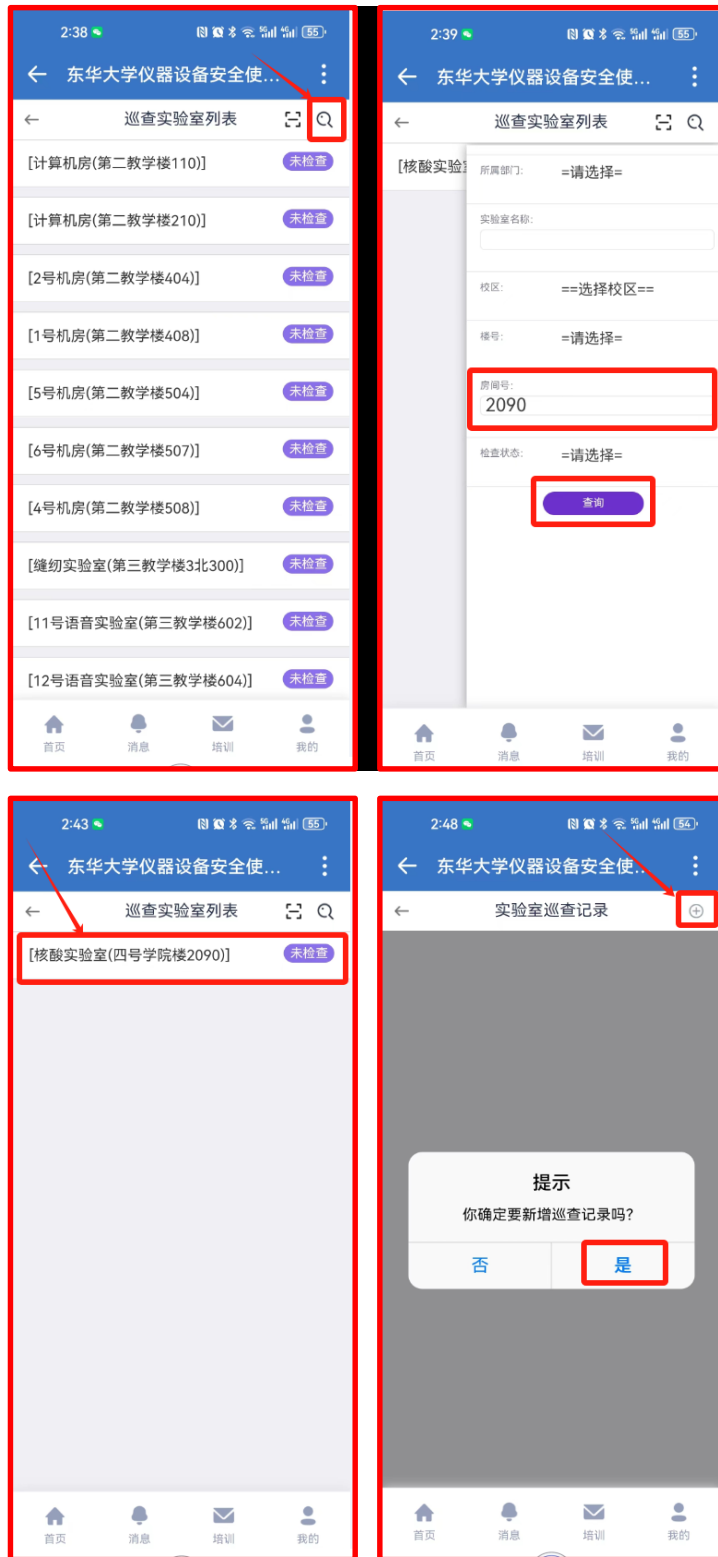 2:38
5G 4G 55
东华大学仪器设备安全使...
巡查实验室列表
[计算机房(第二教学楼110)] 未检查
[计算机房(第二教学楼210)] 未检查
[2号机房(第二教学楼404)] 未检查
[1号机房(第二教学楼408)] 未检查
[5号机房(第二教学楼504)] 未检查
[6号机房(第二教学楼507)] 未检查
[4号机房(第二教学楼508)] 未检查
[缝纫实验室(第三教学楼3北300)] 未检查
[11号语音实验室(第三教学楼602)] 未检查
[12号语音实验室(第三教学楼604)] 未检查
首页 消息 培训 我的
2:39
5G 4G 55
东华大学仪器设备安全使...
巡查实验室列表
[核酸实验
所属部门: =请选择=
实验室名称:
校区: ==选择校区==
楼号: =请选择=
房间号:
2090
检查状态: =请选择=
查询
首页 消息 培训 我的
2:43
5G 4G 55
东华大学仪器设备安全使...
巡查实验室列表
[核酸实验室(四号学院楼2090)] 未检查
首页 消息 培训 我的
2:48
5G 4G 54
东华大学仪器设备安全使...
实验室巡查记录
提示
你确定要新增巡查记录吗?
否 是
首页 消息 培训 我的